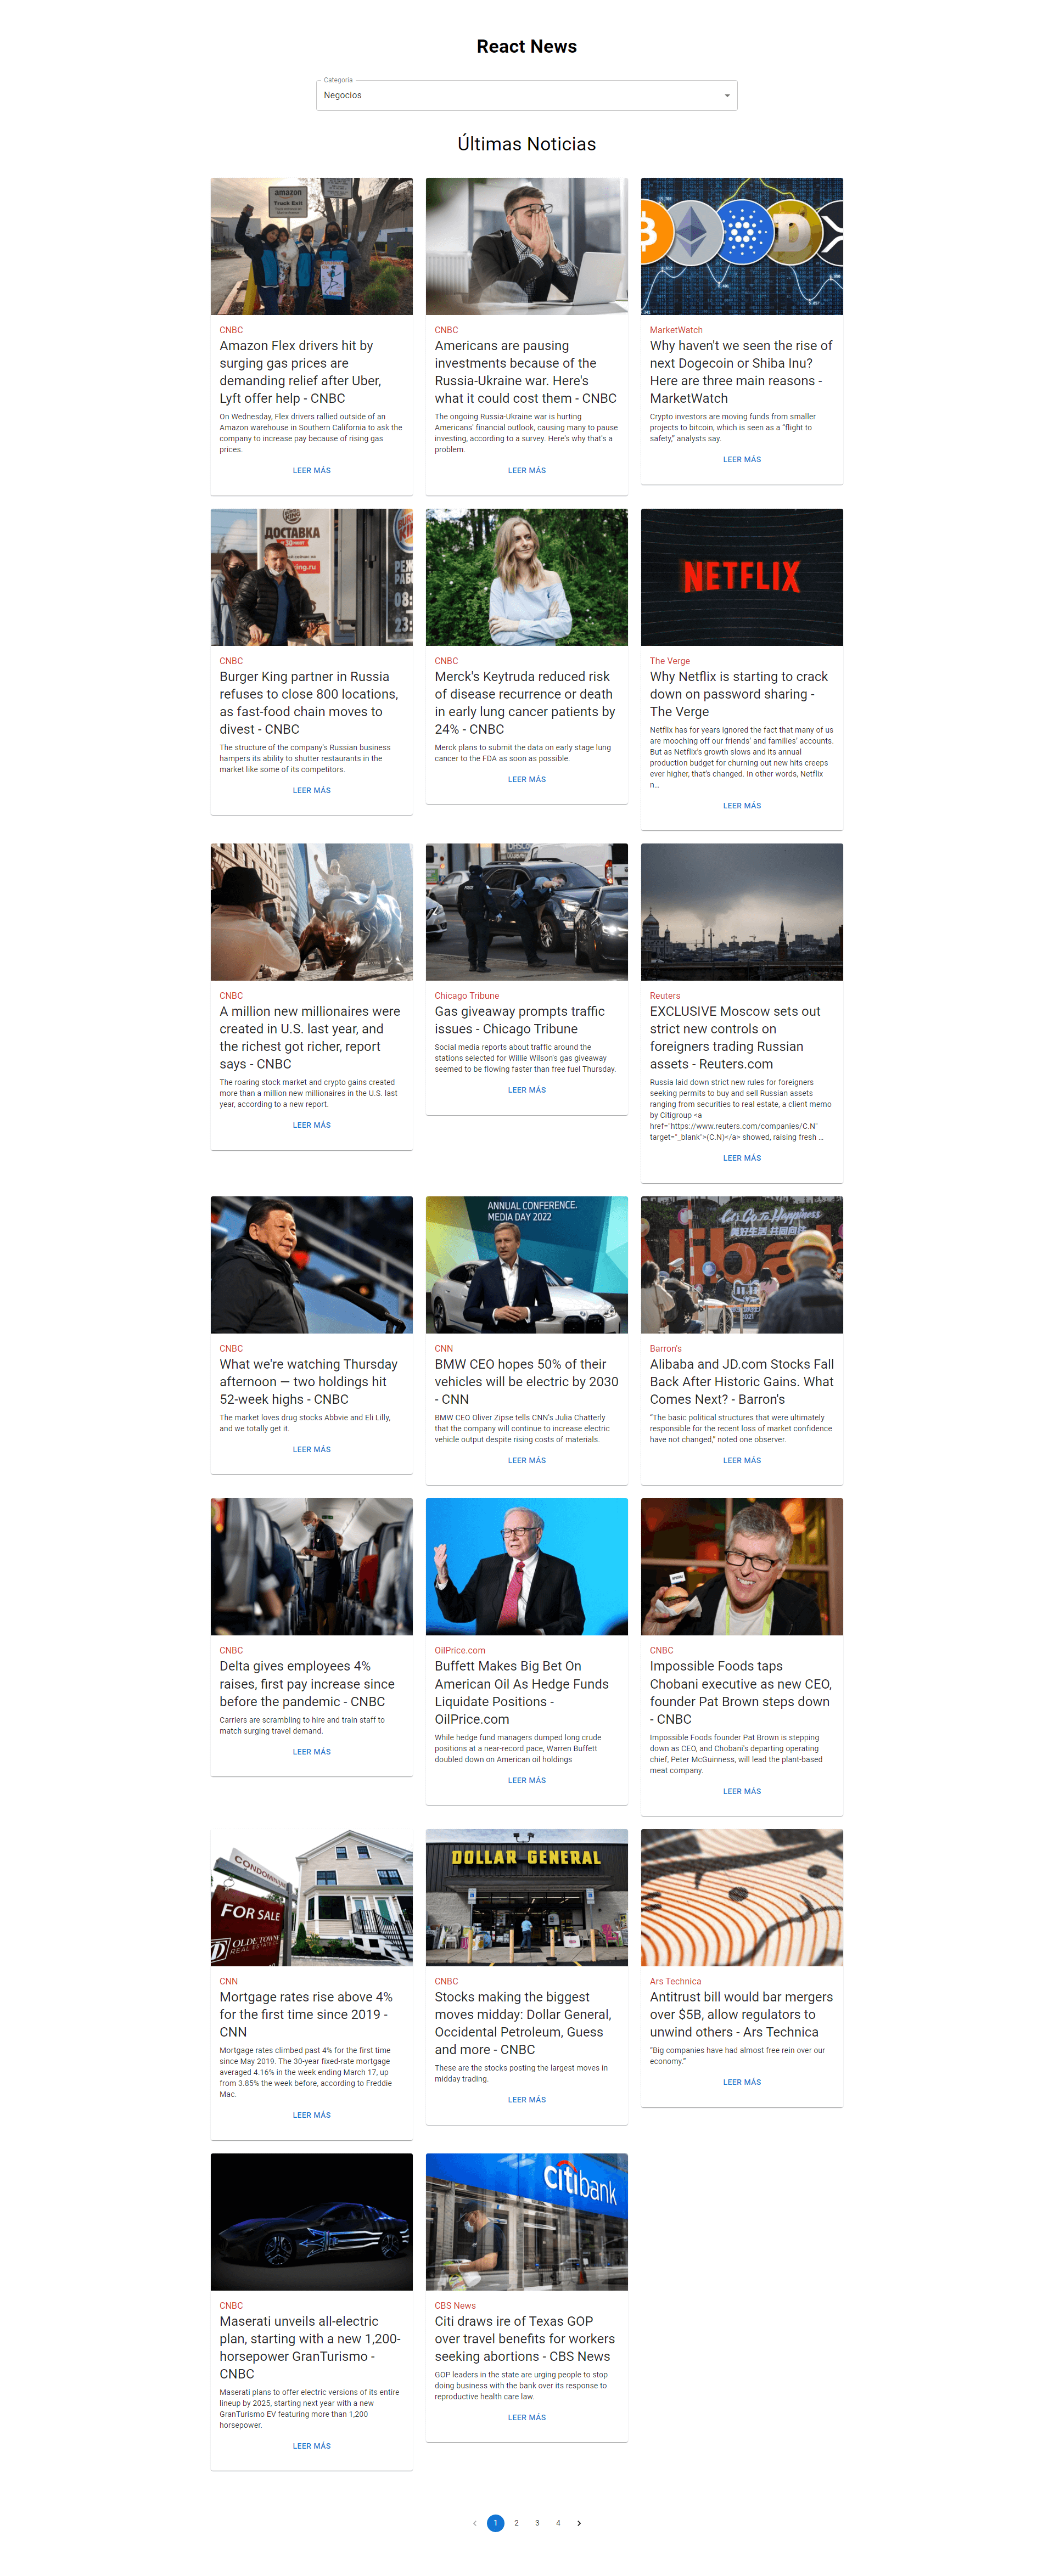 React News
Categoría
Negocios
Últimas Noticias
amazon
Truck Exit
CNBC
Amazon Flex drivers hit by
surging gas prices are
demanding relief after Uber,
Lyft offer help - CNBC
On Wednesday, Flex drivers rallied outside of an
Amazon warehouse in Southern California to ask the
company to increase pay because of rising gas
prices.
LEER MÁS
CNBC
Americans are pausing
investments because of the
Russia-Ukraine war. Here's
what it could cost them - CNBC
The ongoing Russia-Ukraine war is hurting
Americans' financial outlook, causing many to pause
investing, according to a survey. Here's why that's a
problem.
LEER MÁS
MarketWatch
Why haven't we seen the rise of
next Dogecoin or Shiba Inu?
Here are three main reasons -
MarketWatch
Crypto investors are moving funds from smaller
projects to bitcoin, which is seen as a “flight to
safety,” analysts say.
LEER MÁS
ДОСТАВКА
CNBC
Burger King partner in Russia
refuses to close 800 locations,
as fast-food chain moves to
divest - CNBC
The structure of the company's Russian business
hampers its ability to shutter restaurants in the
market like some of its competitors.
LEER MÁS
CNBC
Merck's Keytruda reduced risk
of disease recurrence or death
in early lung cancer patients by
24% - CNBC
Merck plans to submit the data on early stage lung
cancer to the FDA as soon as possible.
LEER MÁS
NETFLIX
The Verge
Why Netflix is starting to crack
down on password sharing -
The Verge
Netflix has for years ignored the fact that many of us
are mooching off our friends’ and families’ accounts.
But as Netflix’s growth slows and its annual
production budget for churning out new hits creeps
ever higher, that’s changed. In other words, Netflix
n…
LEER MÁS
CNBC
A million new millionaires were
created in U.S. last year, and
the richest got richer, report
says - CNBC
The roaring stock market and crypto gains created
more than a million new millionaires in the U.S. last
year, according to a new report.
LEER MÁS
Chicago Tribune
Gas giveaway prompts traffic
issues - Chicago Tribune
Social media reports about traffic around the
stations selected for Willie Wilson's gas giveaway
seemed to be flowing faster than free fuel Thursday.
LEER MÁS
Reuters
EXCLUSIVE Moscow sets out
strict new controls on
foreigners trading Russian
assets - Reuters.com
Russia laid down strict new rules for foreigners
seeking permits to buy and sell Russian assets
ranging from securities to real estate, a client memo
by Citigroup <a
href="https://www.reuters.com/companies/C.N"
target="_blank">(C.N)</a> showed, raising fresh …
LEER MÁS
CNBC
What we're watching Thursday
afternoon — two holdings hit
52-week highs - CNBC
The market loves drug stocks Abbvie and Eli Lilly,
and we totally get it.
LEER MÁS
ANNUAL CONFERENCE.
MEDIA DAY 2022
CNN
BMW CEO hopes 50% of their
vehicles will be electric by 2030
- CNN
BMW CEO Oliver Zipse tells CNN's Julia Chatterly
that the company will continue to increase electric
vehicle output despite rising costs of materials.
LEER MÁS
Let's Go To Happiness
Barron's
Alibaba and JD.com Stocks Fall
Back After Historic Gains. What
Comes Next? - Barron's
“The basic political structures that were ultimately
responsible for the recent loss of market confidence
have not changed,” noted one observer.
LEER MÁS
CNBC
Delta gives employees 4%
raises, first pay increase since
before the pandemic - CNBC
Carriers are scrambling to hire and train staff to
match surging travel demand.
LEER MÁS
OilPrice.com
Buffett Makes Big Bet On
American Oil As Hedge Funds
Liquidate Positions -
OilPrice.com
While hedge fund managers dumped long crude
positions at a near-record pace, Warren Buffett
doubled down on American oil holdings
LEER MÁS
CNBC
Impossible Foods taps
Chobani executive as new CEO,
founder Pat Brown steps down
- CNBC
Impossible Foods founder Pat Brown is stepping
down as CEO, and Chobani's departing operating
chief, Peter McGuinness, will lead the plant-based
meat company.
LEER MÁS
CONDOMINIUM
FOR SALE
OLDE TOWNE
REAL ESTATE
CNN
Mortgage rates rise above 4%
for the first time since 2019 -
CNN
Mortgage rates climbed past 4% for the first time
since May 2019. The 30-year fixed-rate mortgage
averaged 4.16% in the week ending March 17, up
from 3.85% the week before, according to Freddie
Mac.
LEER MÁS
DOLLAR GENERAL
CNBC
Stocks making the biggest
moves midday: Dollar General,
Occidental Petroleum, Guess
and more - CNBC
These are the stocks posting the largest moves in
midday trading.
LEER MÁS
Ars Technica
Antitrust bill would bar mergers
over $5B, allow regulators to
unwind others - Ars Technica
"Big companies have had almost free rein over our
economy."
LEER MÁS
CNBC
Maserati unveils all-electric
plan, starting with a new 1,200-
horsepower GranTurismo -
CNBC
Maserati plans to offer electric versions of its entire
lineup by 2025, starting next year with a new
GranTurismo EV featuring more than 1,200
horsepower.
LEER MÁS
citibank
CBS News
Citi draws ire of Texas GOP
over travel benefits for workers
seeking abortions - CBS News
GOP leaders in the state are urging people to stop
doing business with the bank over its response to
reproductive health care law.
LEER MÁS
1 2 3 4